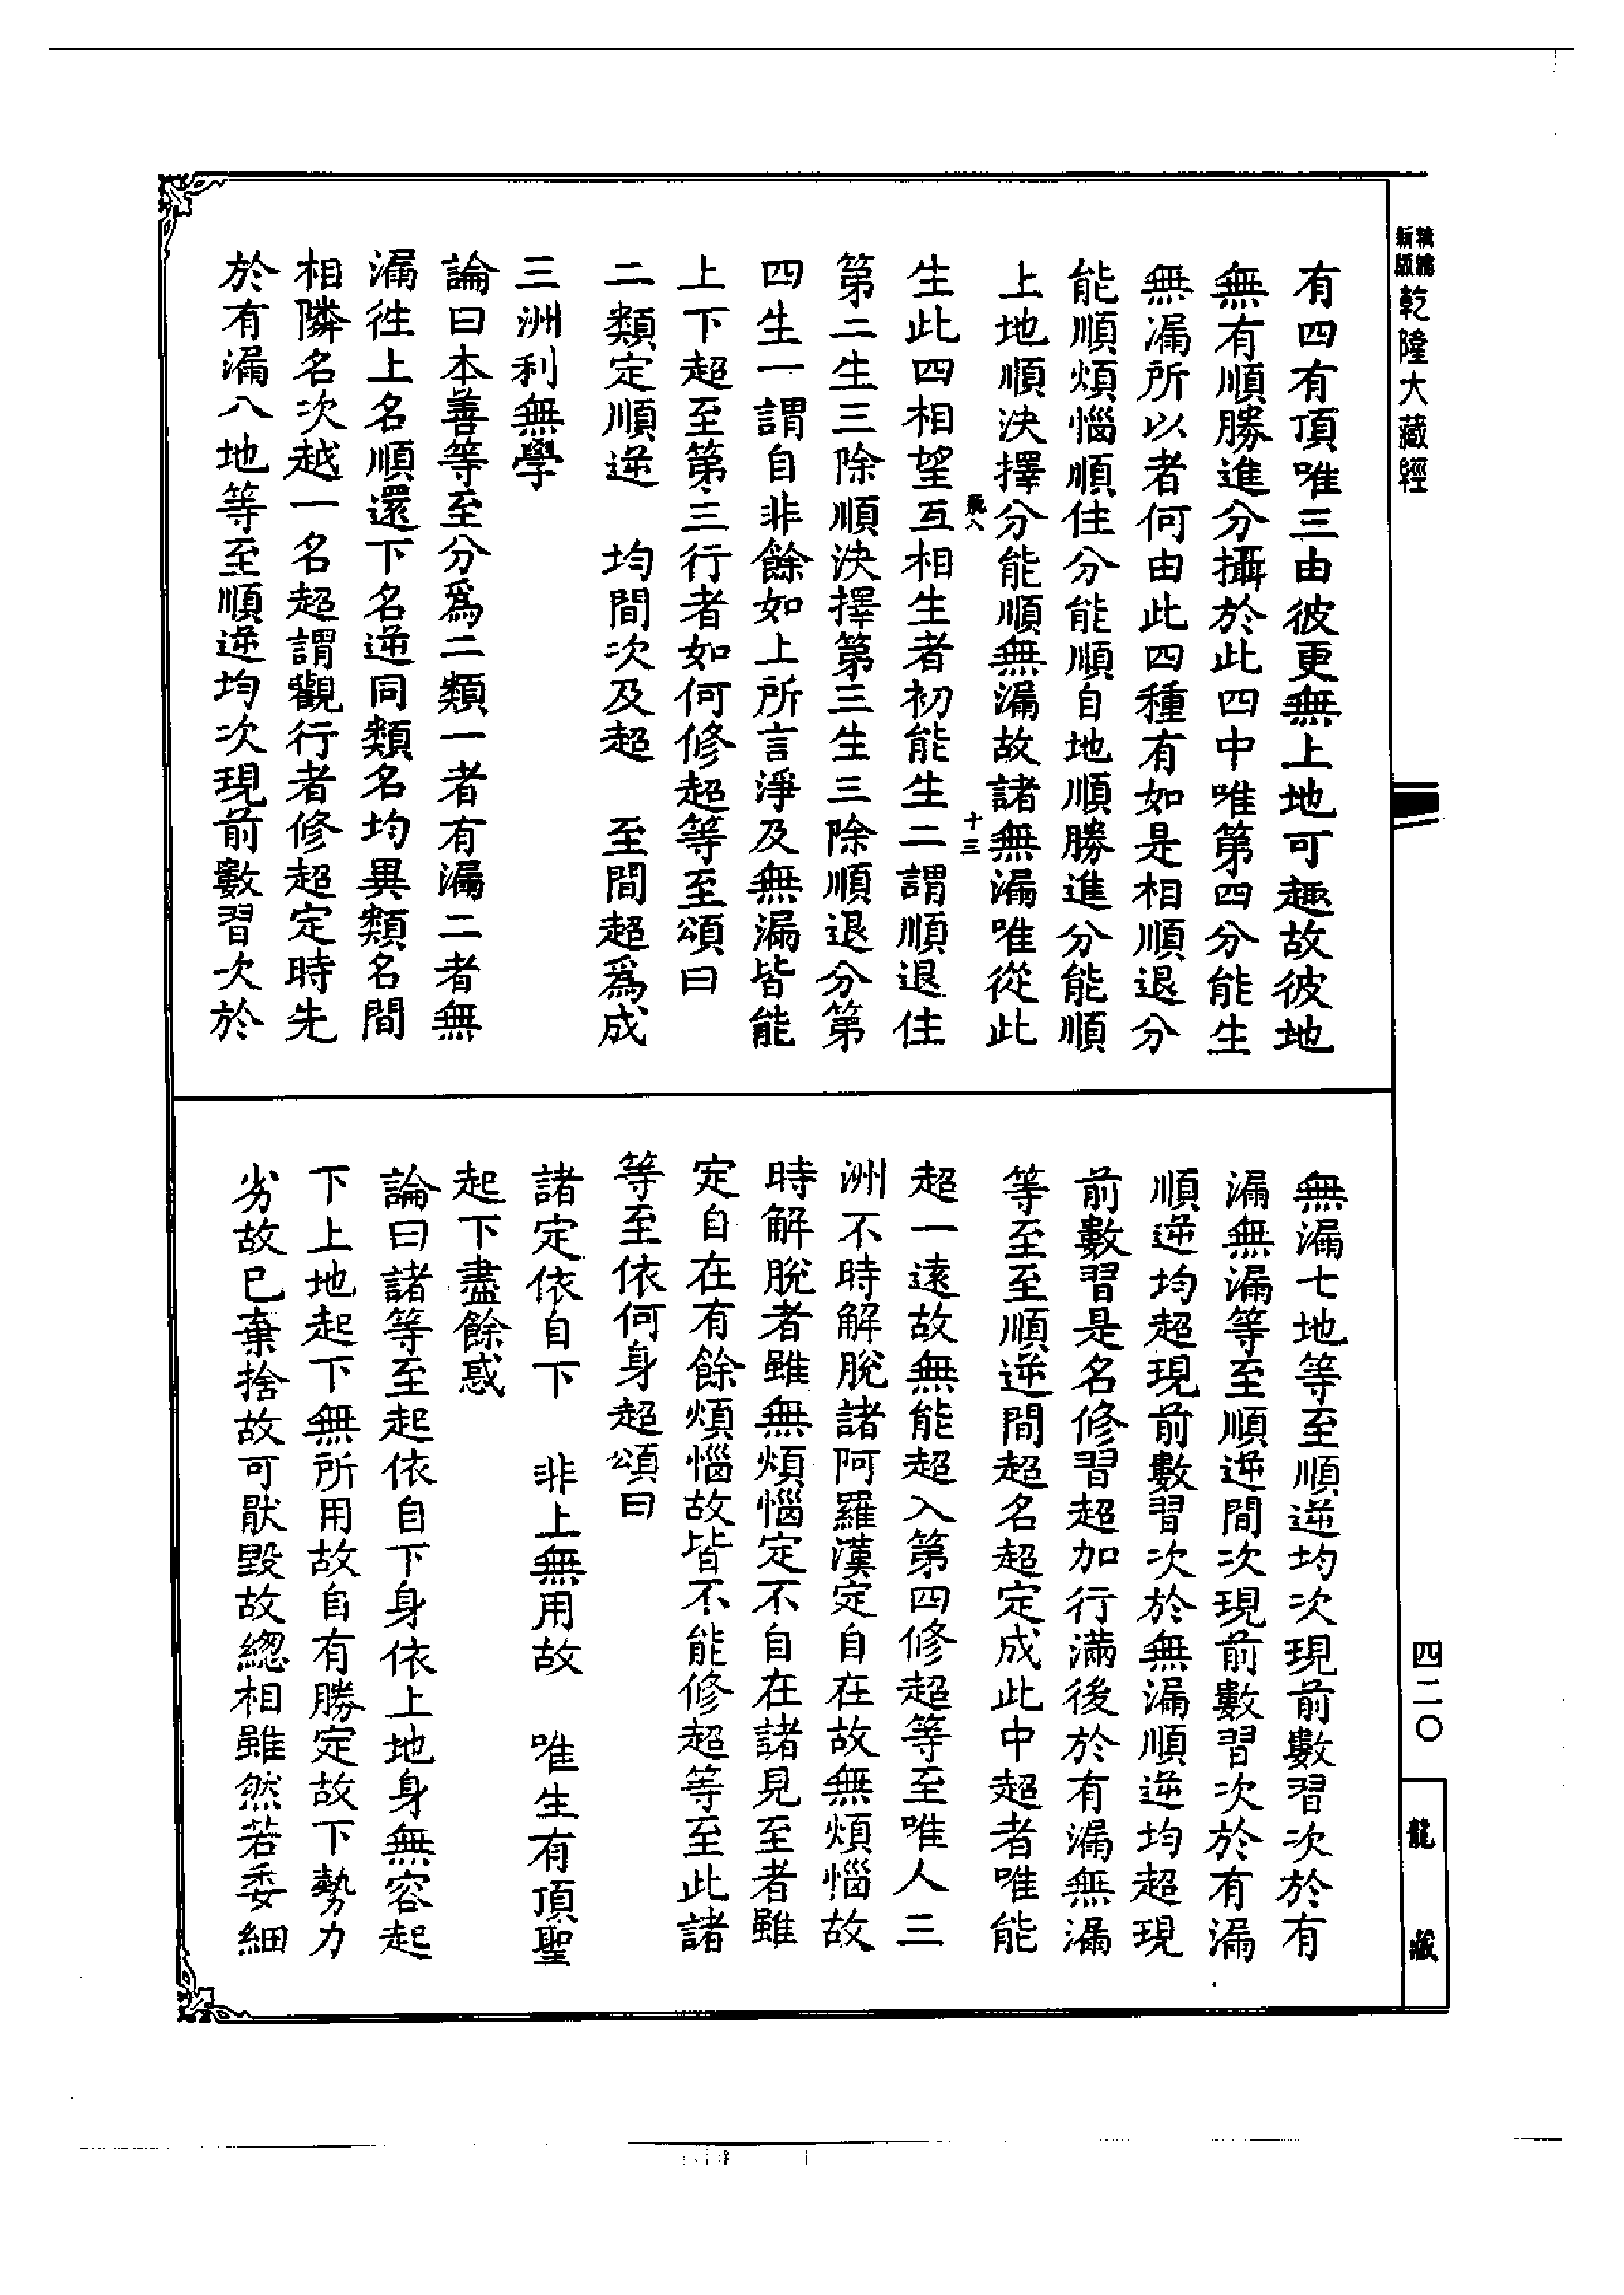 精鐫
新版
乾隆大藏經
有四有頂唯三由彼更無上地可趣故彼地
無有順勝進分攝於此四中唯第四分能生
無漏所以者何由此四種有如是相順退分
能順煩惱順住分能順自地順勝進分能順
上地順決擇分能順無漏故諸無漏唯從此
十三
生此四相望互相生者初能生二謂順退住
第二生三除順決擇第三生三除順退分第
四生一謂自非餘如上所言淨及無漏皆能
上下超至第三行者如何修超等至頌曰
二類定順逆　均間次及超　至間超爲成
三洲利無學
論曰本善等至分爲二類一者有漏二者無
漏徃上名順還下名逆同類名均異類名間
相隣名次越一名超謂觀行者修超定時先
於有漏八地等至順逆均次現前數習次於
無漏七地等至順逆均次現前數習次於有
漏無漏等至順逆間次現前數習次於有漏
順逆均超現前數習次於無漏順逆均超現
前數習是名修習超加行滿後於有漏無漏
等至至順逆間超名超定成此中超者唯能
超一遠故無能超入第四修超等至唯人三
洲不時解脫諸阿羅漢定自在故無煩惱故
時解脫者雖無煩惱定不自在諸見至者雖
定自在有餘煩惱故皆不能修超等至此諸
等至依何身超頌曰
諸定依自下　非上無用故　唯生有頂聖
起下盡餘惑
論曰諸等至起依自下身依上地身無容起
下上地起下無所用故自有勝定故下勢力
劣故已棄捨故可猒毀故緫相雖然若委細
四二〇
龍藏